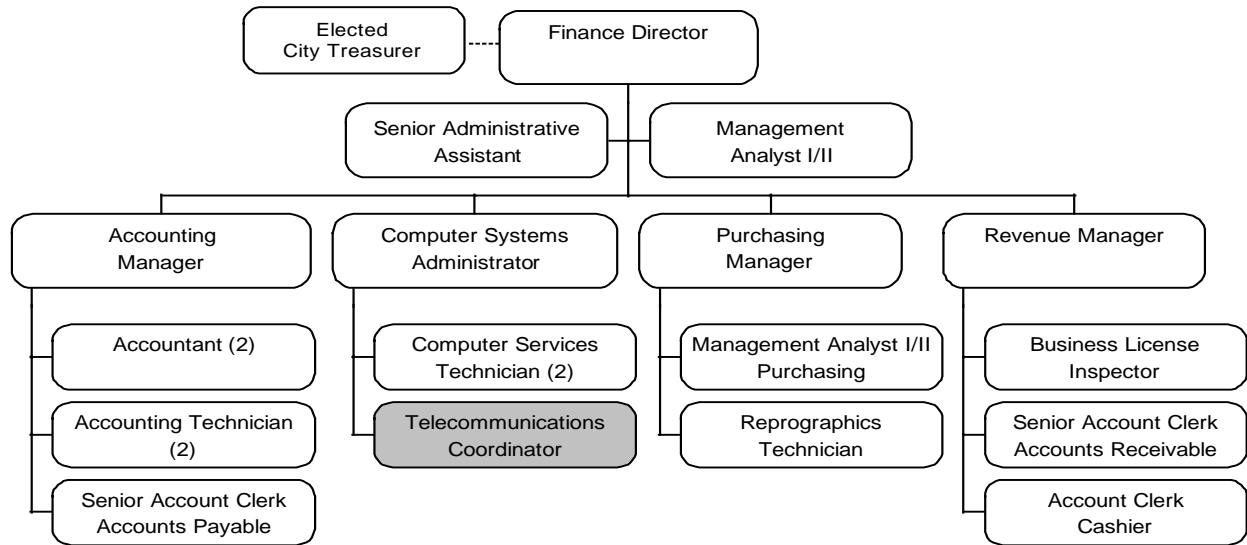 Elected
City Treasurer
Finance Director
Senior Administrative
Assistant
Management
Analyst I/II
Accounting
Manager
Computer Systems
Administrator
Purchasing
Manager
Revenue Manager
Accountant (2)
Accounting Technician
(2)
Senior Account Clerk
Accounts Payable
Computer Services
Technician (2)
Telecommunications
Coordinator
Management Analyst I/II
Purchasing
Reprographics
Technician
Business License
Inspector
Senior Account Clerk
Accounts Receivable
Account Clerk
Cashier